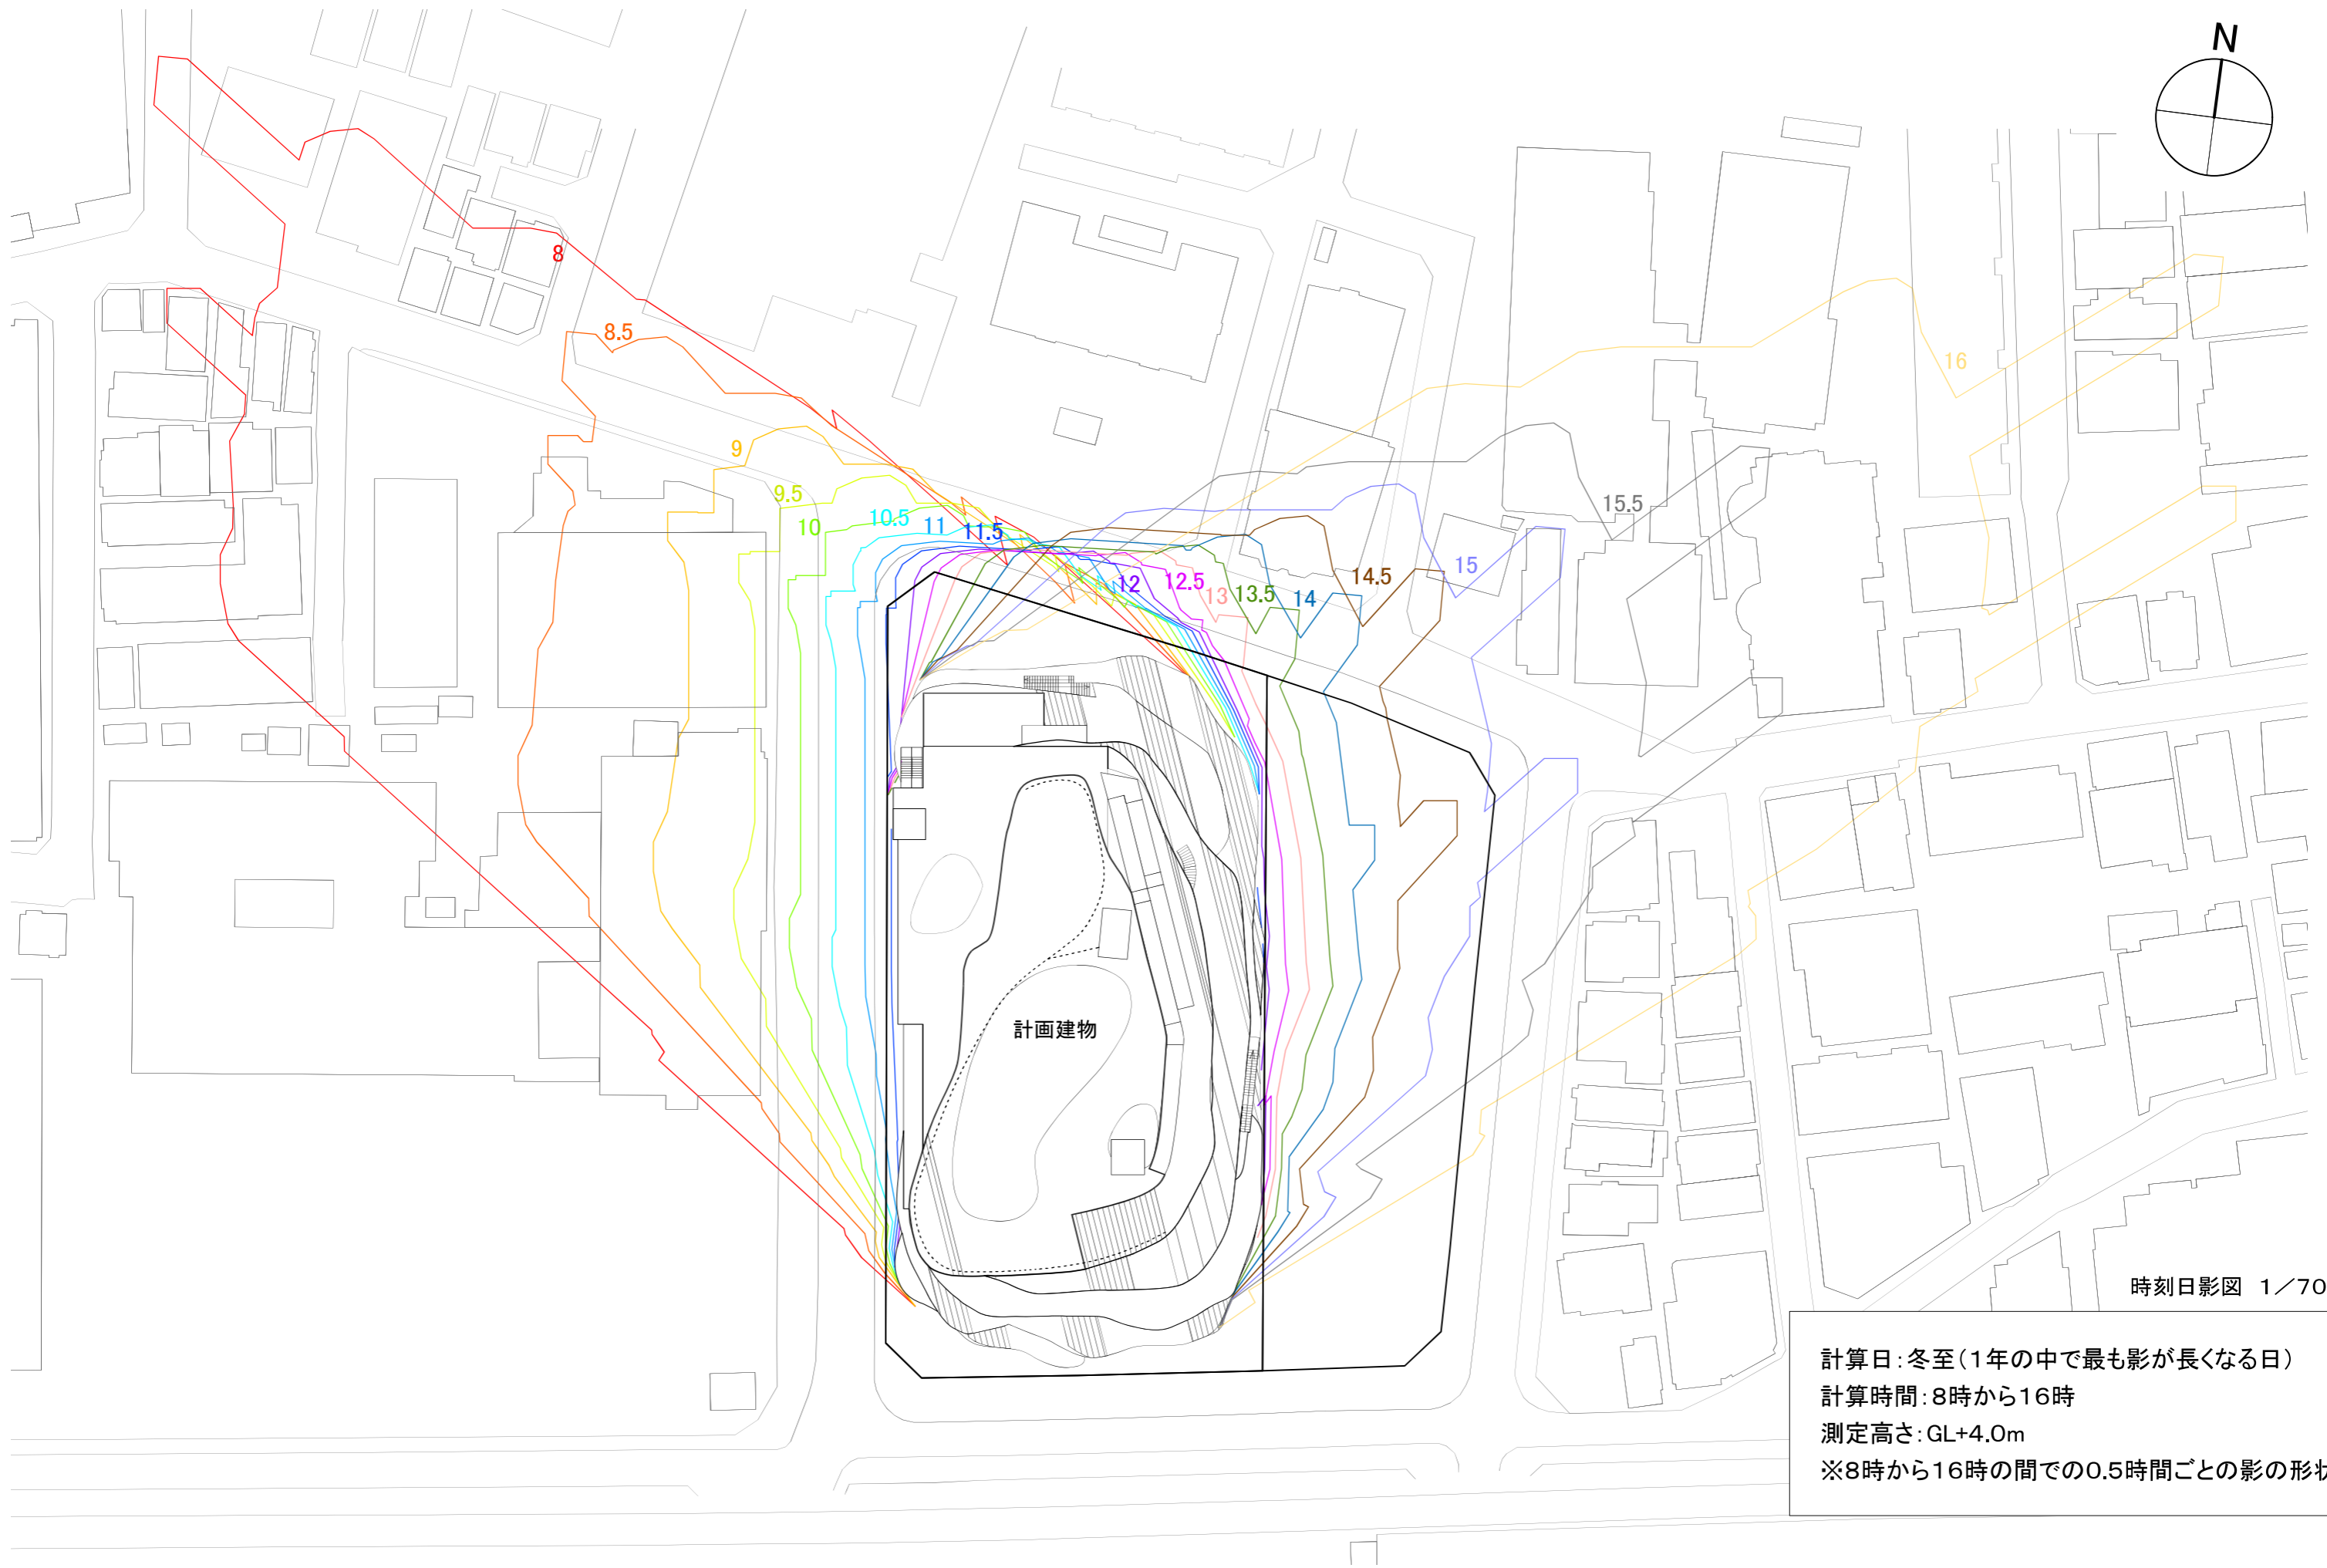 N
8
8.5
16
9
9.5
15.5
10
10.5
11
11.5
15
12
12.5
13
13.5
14
14.5
計画建物
時刻日影図 1/70
計算日:冬至(1年の中で最も影が長くなる日)
計算時間:8時から16時
測定高さ:GL+4.0m
※8時から16時の間での0.5時間ごとの影の形状